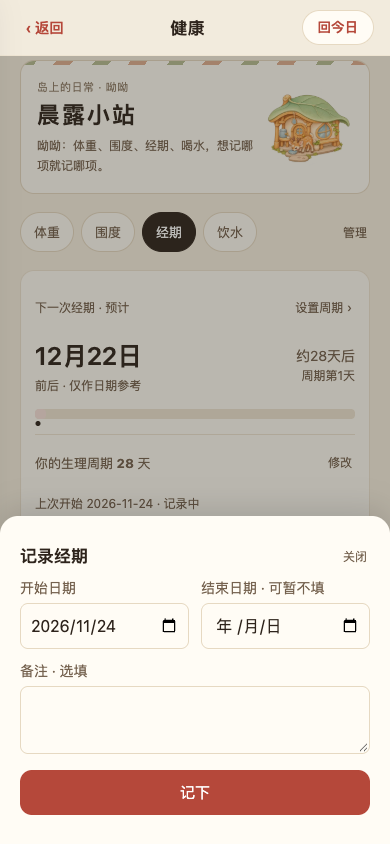 ‹ 返回
健康
回今日
岛上的日常 · 呦呦
晨露小站
呦呦：体重、围度、经期、喝水，想记哪
项就记哪项。
体重
围度
经期
饮水
管理
下一次经期 · 预计
设置周期 ›
12月22日
约28天后
前后 · 仅作日期参考
周期第1天
你的生理周期 28 天
修改
上次开始 2026-11-24 · 记录中
记录经期
关闭
开始日期
结束日期 · 可暂不填
2026/11/24
年 /月/日
备注 · 选填
记下